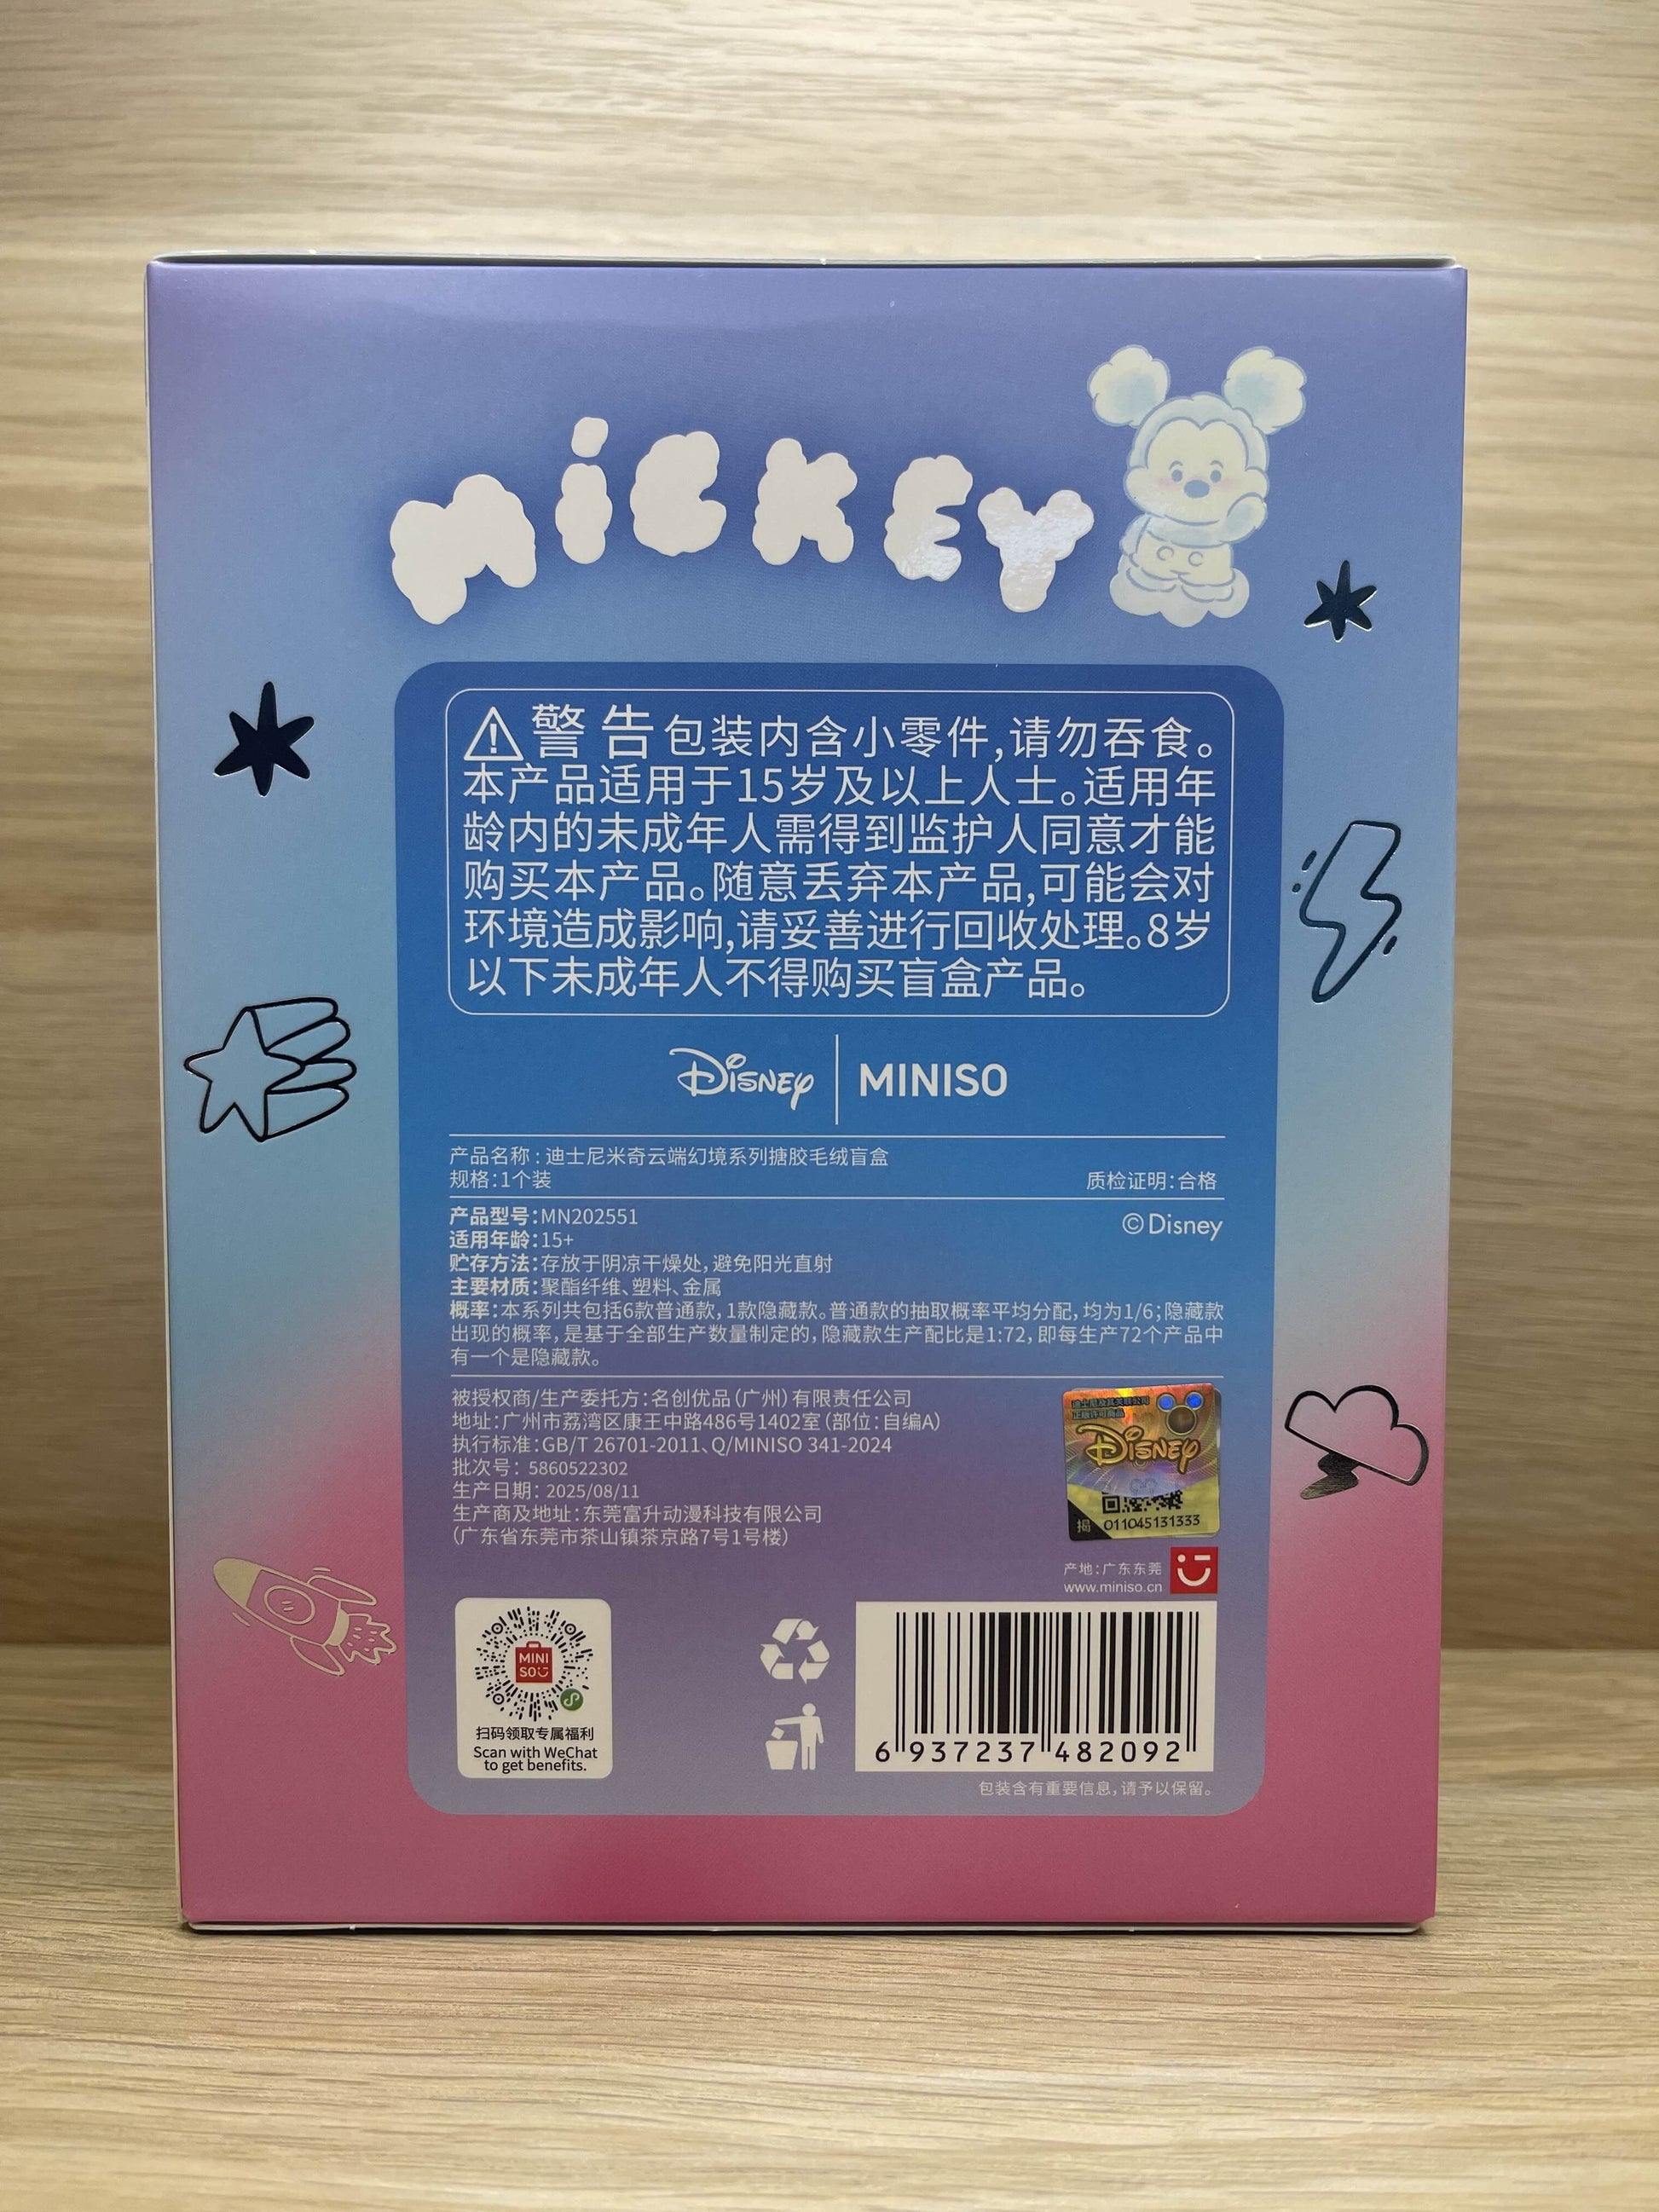 MiCKEY
警告包装内含小零件,请勿吞食。
本产品适用于15岁及以上人士。适用年
龄内的未成年人需得到监护人同意才能
购买本产品。随意丢弃本产品,可能会对
环境造成影响,请妥善进行回收处理。8岁
以下未成年人不得购买盲盒产品。
Disney | MINISO
产品名称:迪士尼米奇云端幻境系列搪胶毛绒盲盒
规格:1个装
质检证明:合格
产品型号:MN202551
©Disney
适用年龄:15+
贮存方法:存放于阴凉干燥处,避免阳光直射
主要材质:聚酯纤维、塑料、金属
概率:本系列共包括6款普通款,1款隐藏款。普通款的抽取概率平均分配,均为1/6;隐藏款
出现的概率,是基于全部生产数量制定的,隐藏款生产配比是1:72,即每生产72个产品中
有一个是隐藏款。
被授权商/生产委托方:名创优品(广州)有限责任公司
地址:广州市荔湾区康王中路486号1402室(部位:自编A)
执行标准:GB/T 26701-2011、Q/MINISO 341-2024
批次号:5860522302
生产日期:2025/08/11
生产商及地址:东莞富升动漫科技有限公司
(广东省东莞市茶山镇茶京路7号1号楼)
正版许可商品
Disney
揭 011045131333
产地:广东东莞
www.miniso.cn
MINI
SO
扫码领取专属福利
Scan with WeChat
to get benefits.
6 937237 482092
包装含有重要信息,请予以保留。